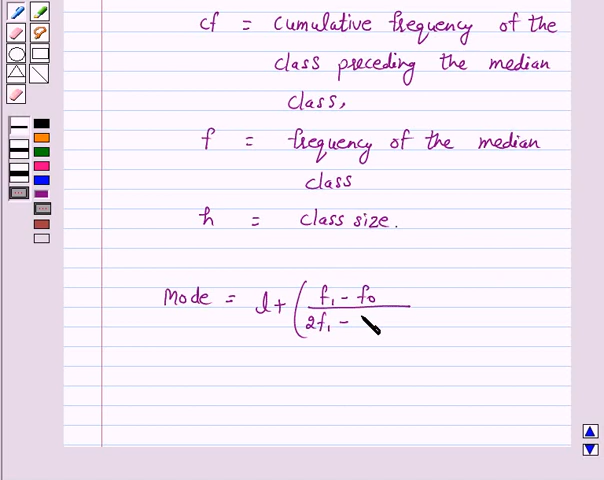 cf = cumulative frequency of the
class preceding the median
class,
f = frequency of the median
class
h = class size.
Mode = l + ( f₁ - f₀
2f₁ -